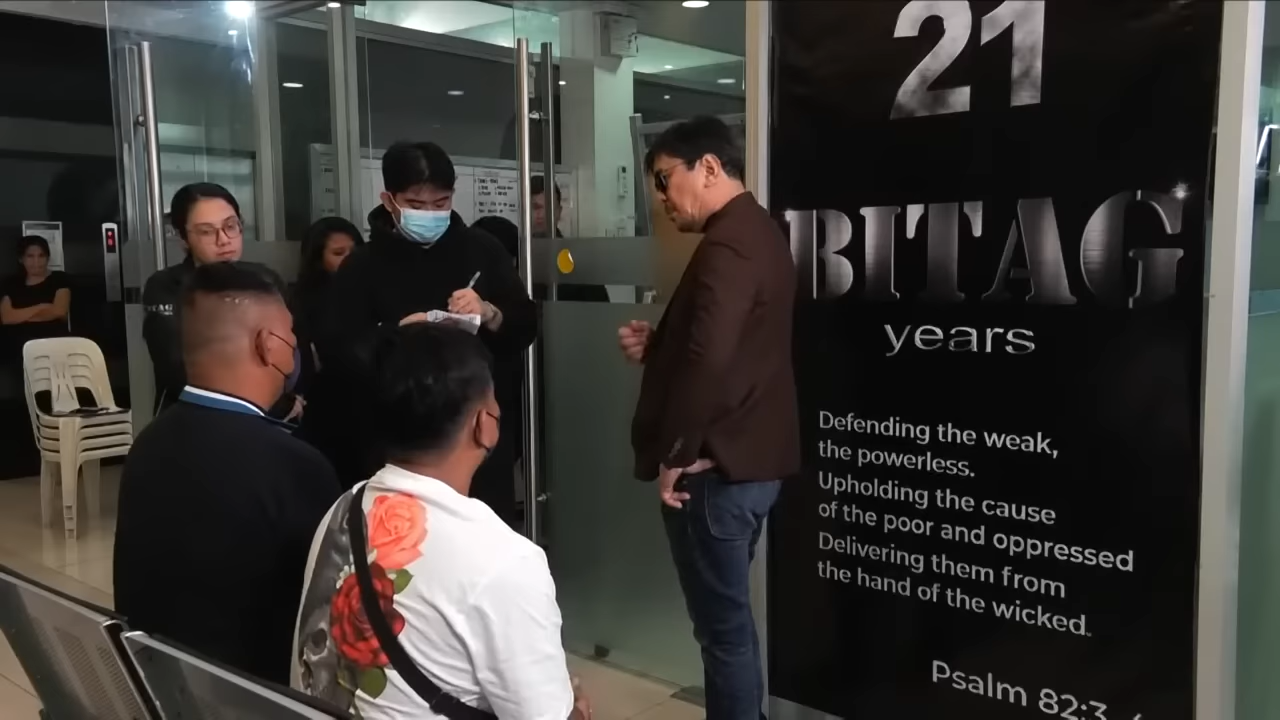 21
BITAG
years
Defending the weak,
the powerless.
Upholding the cause
of the poor and oppressed
Delivering them from
the hand of the wicked.
Psalm 82:3